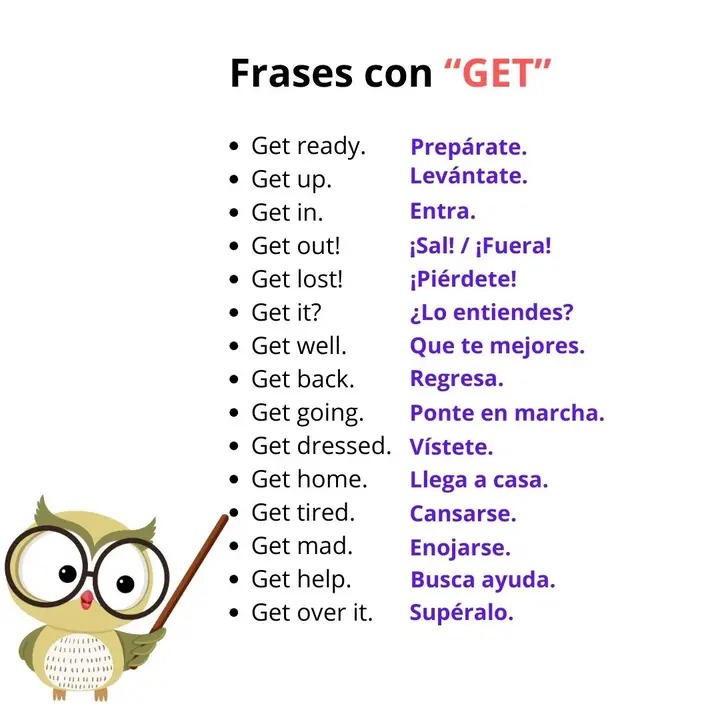 Frases con “GET”
• Get ready. Prepárate.
• Get up. Levántate.
• Get in. Entra.
• Get out! ¡Sal! / ¡Fuera!
• Get lost! ¡Piérdete!
• Get it? ¿Lo entiendes?
• Get well. Que te mejores.
• Get back. Regresa.
• Get going. Ponte en marcha.
• Get dressed. Vístete.
• Get home. Llega a casa.
• Get tired. Cansarse.
• Get mad. Enojarse.
• Get help. Busca ayuda.
• Get over it. Supéralo.